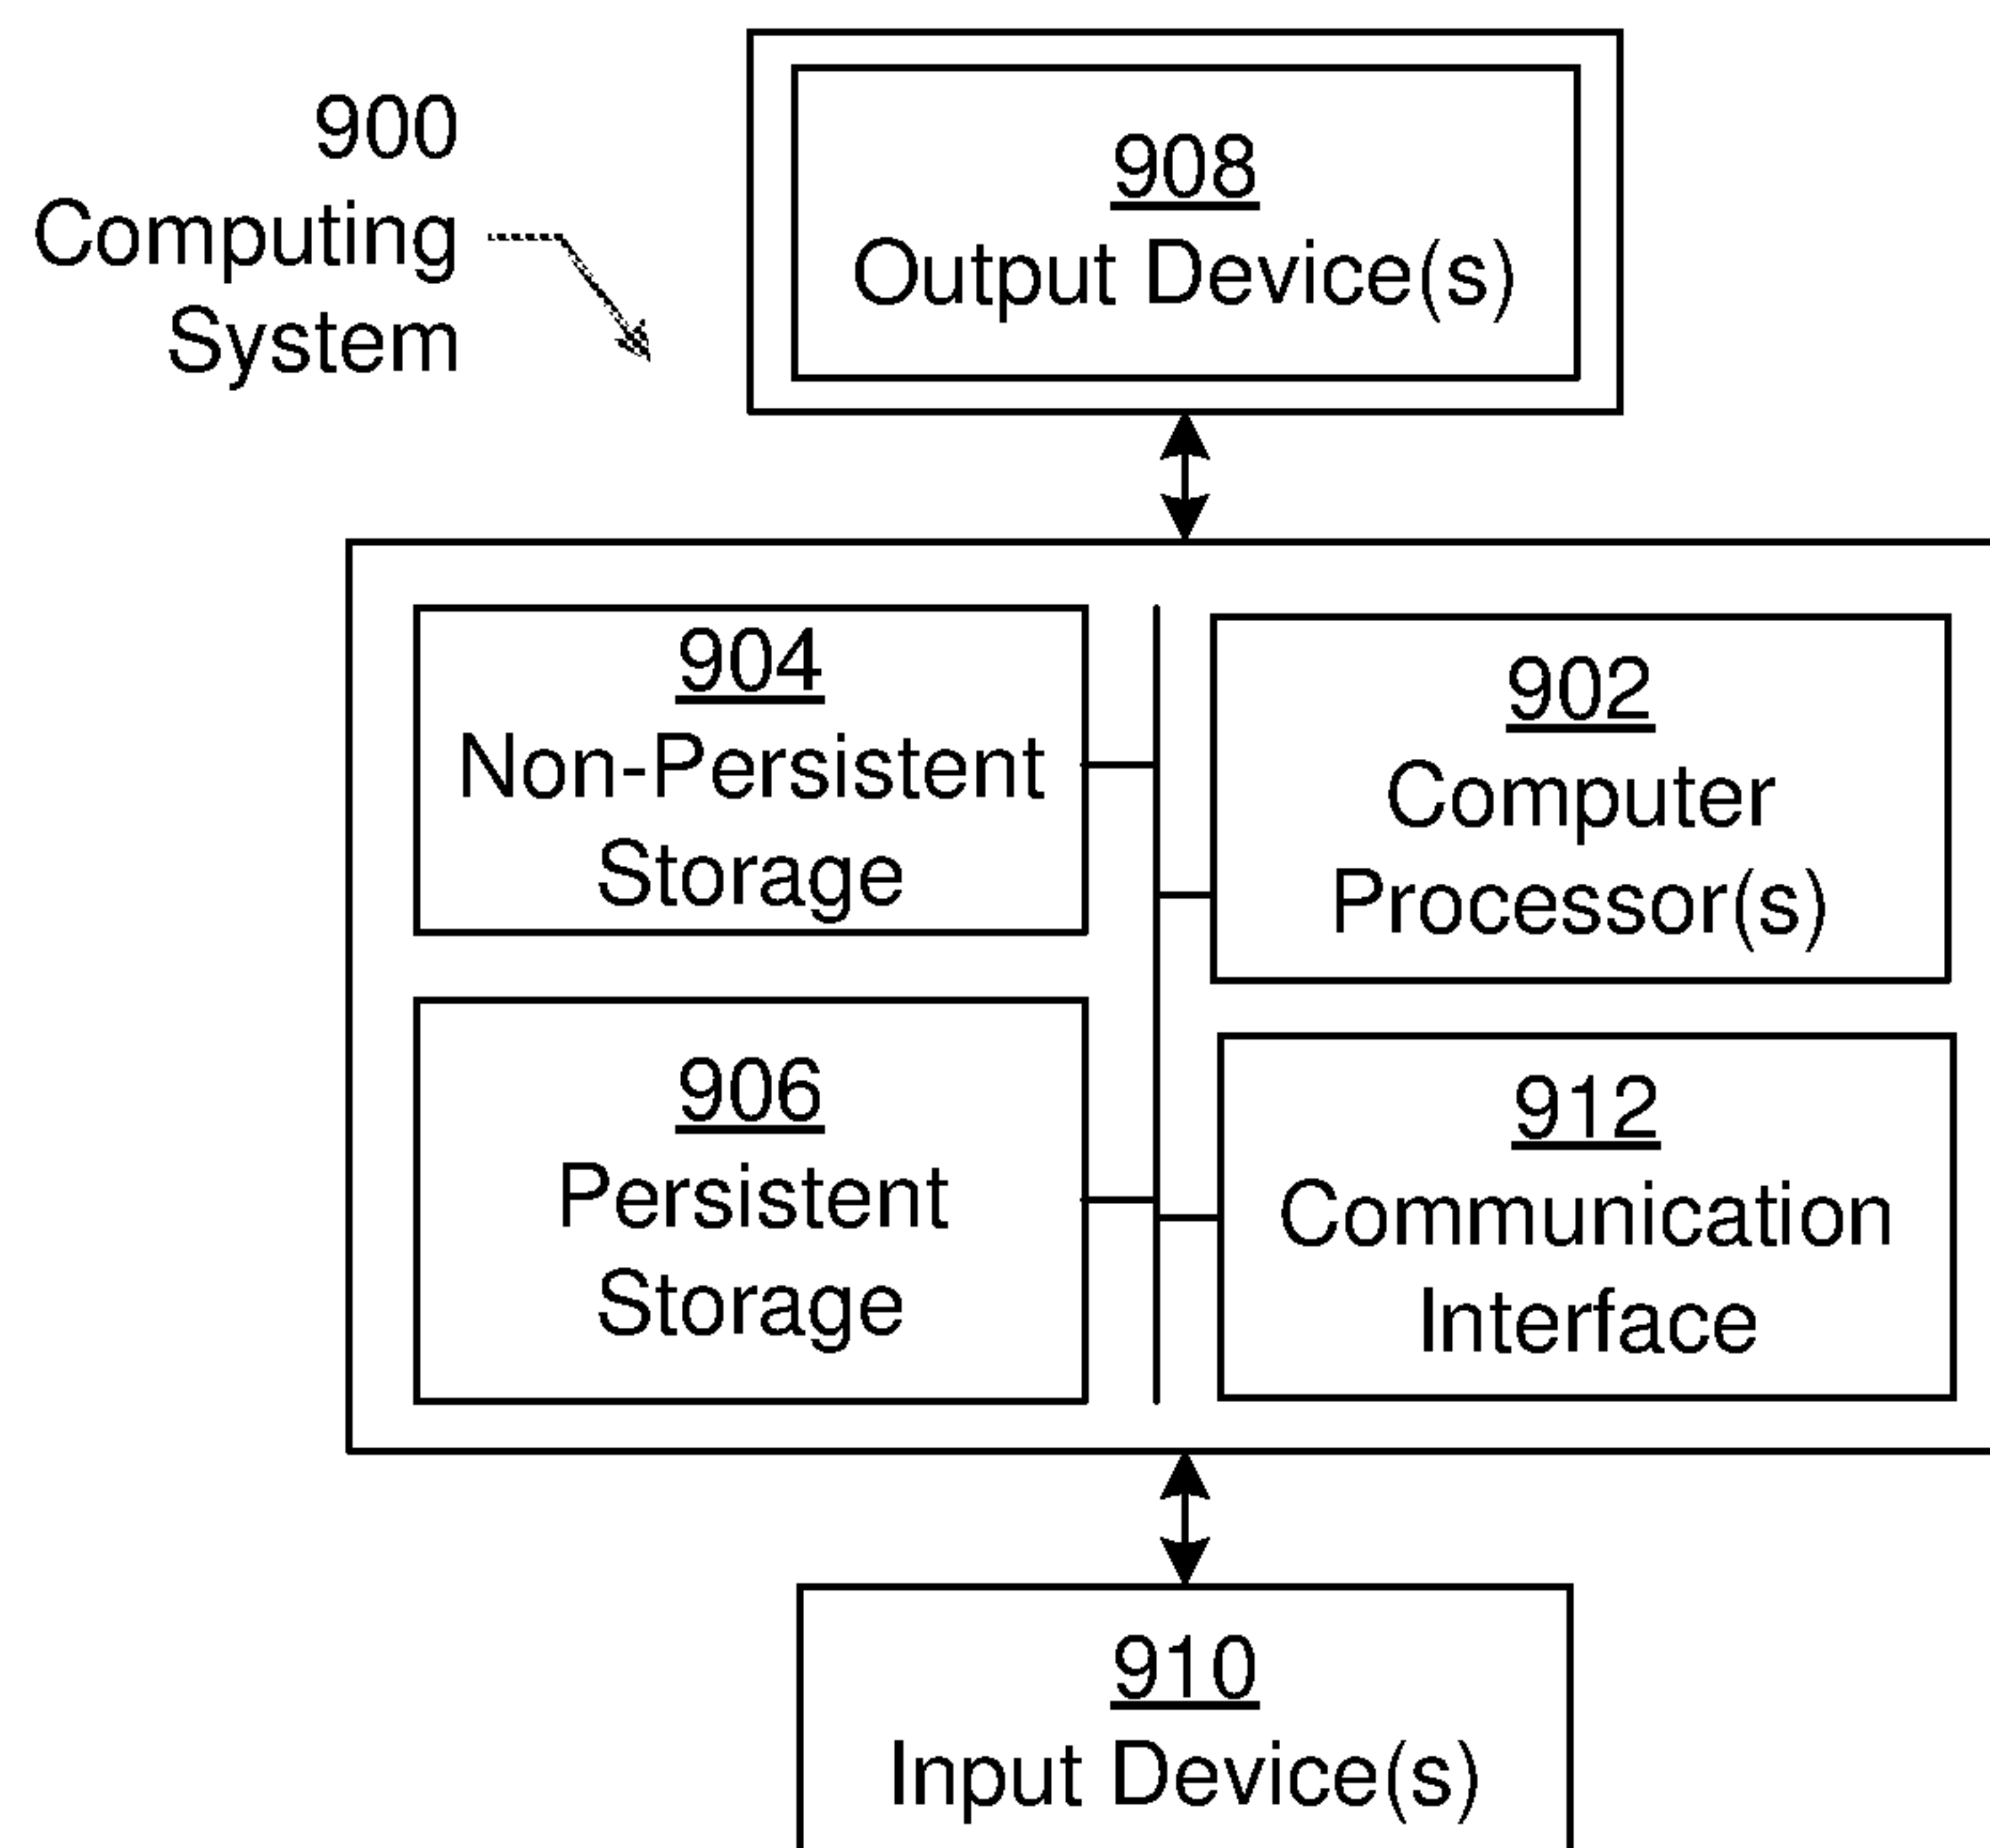 900
Computing
System
908
Output Device(s)
904
Non-Persistent
Storage
902
Computer
Processor(s)
906
Persistent
Storage
912
Communication
Interface
910
Input Device(s)